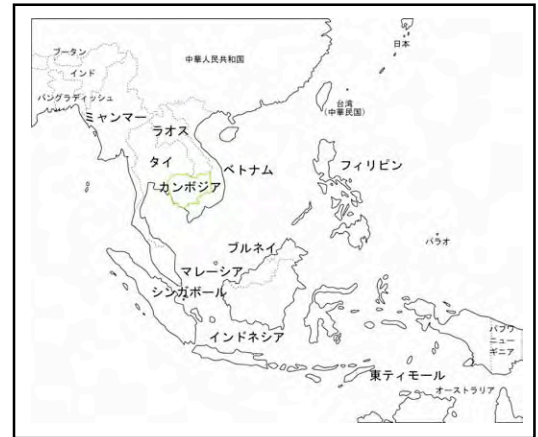 日本
ブータン
中華人民共和国
インド
バングラディッシュ
台湾
(中華民国)
ミャンマー
ラオス
タイ
ベトナム
フィリピン
カンボジア
パラオ
ブルネイ
マレーシア
シンガポール
インドネシア
パプワ
ニュー
ギニア
東ティモール
オーストラリア